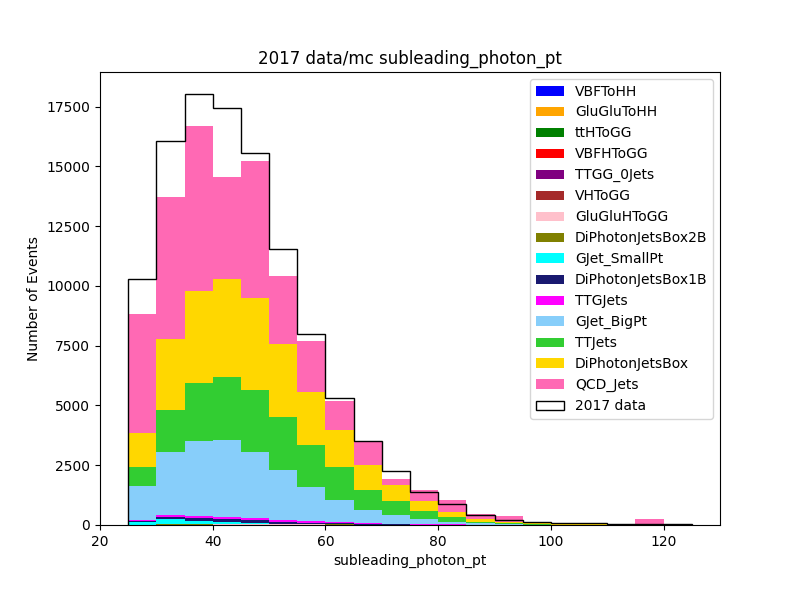 2017 data/mc subleading_photon_pt
Number of Events
17500
15000
12500
10000
7500
5000
2500
0
20
40
60
80
100
120
subleading_photon_pt
VBFToHH
GluGluToHH
ttHToGG
VBFHToGG
TTGG_0Jets
VHToGG
GluGluHToGG
DiPhotonJetsBox2B
GJet_SmallPt
DiPhotonJetsBox1B
TTGJets
GJet_BigPt
TTJets
DiPhotonJetsBox
QCD_Jets
2017 data